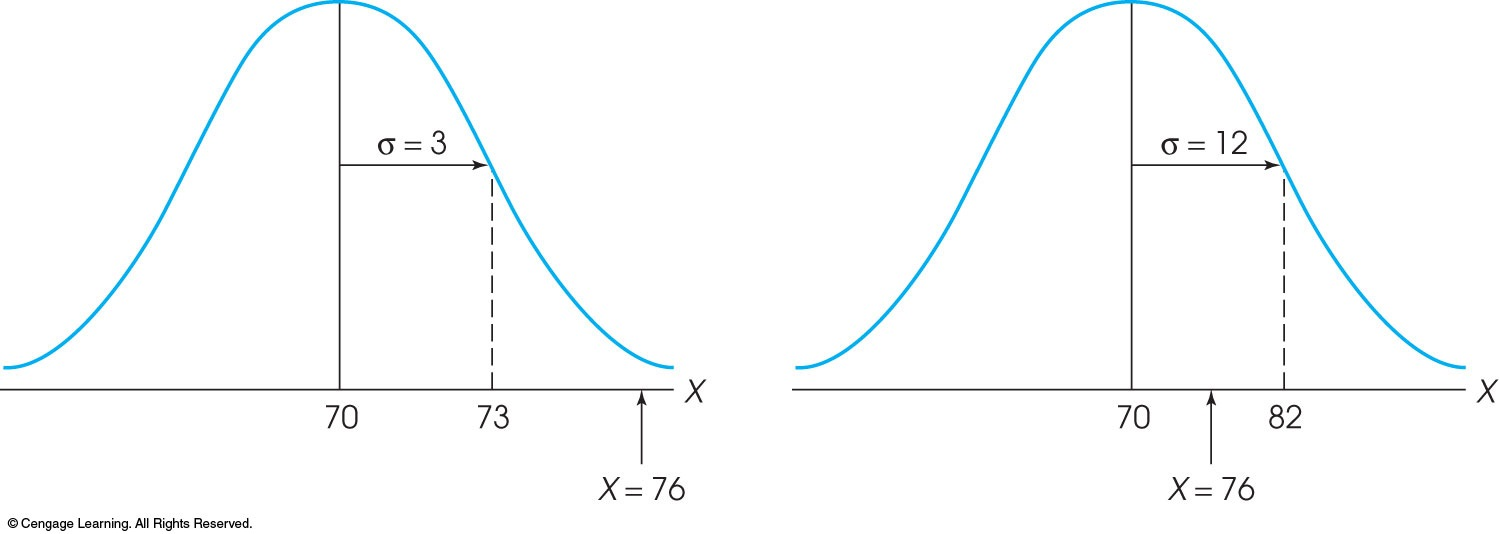 σ = 3
70
73
X
X = 76
σ = 12
70
82
X
X = 76
© Cengage Learning. All Rights Reserved.